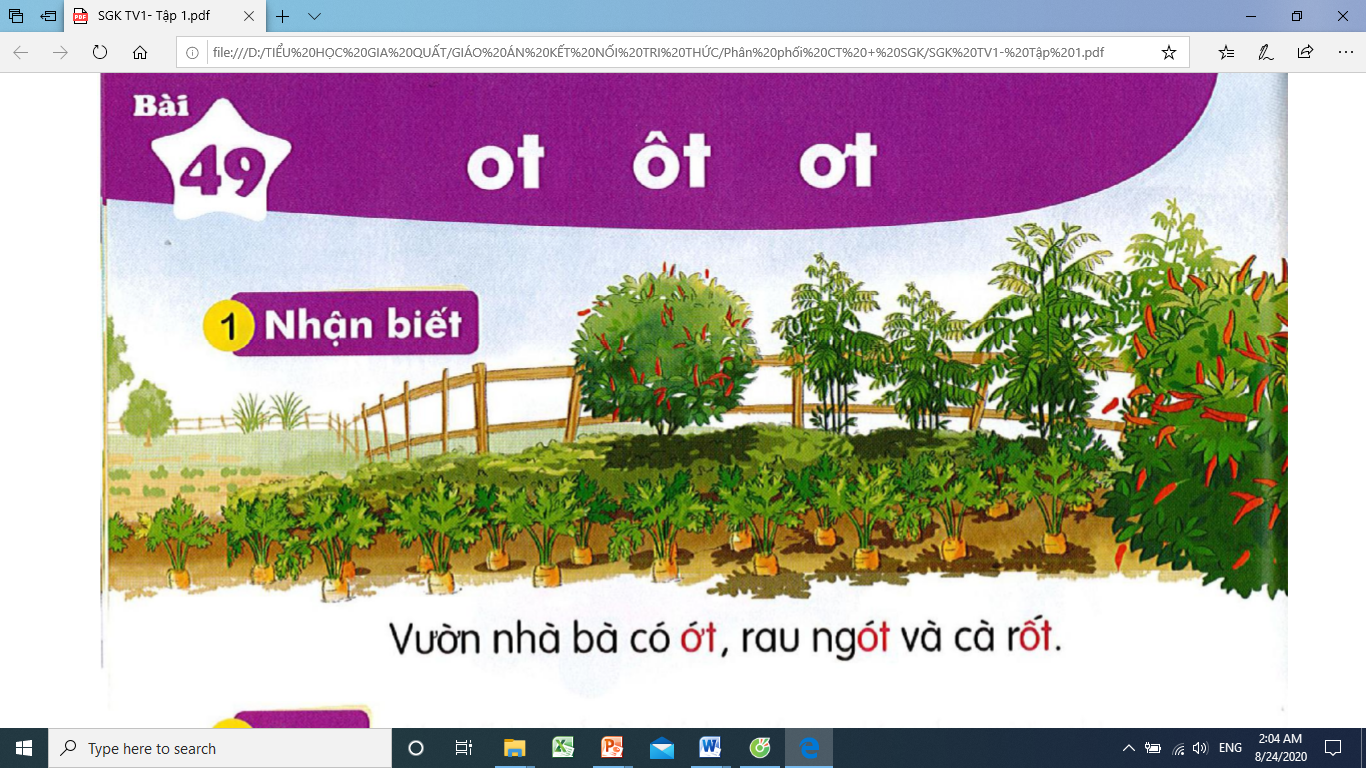 SGK TV1- Tập 1.pdf
file:///D:/TIỂU%20HỌC%20GIA%20QUẤT/GIÁO%20ÁN%20KẾT%20NỐI%20TRI%20THỨC/Phân%20phối%20CT%20+%20SGK/SGK%20TV1-%20Tập%201.pdf
Bài
49
ot ôt ơt
1 Nhận biết
Vườn nhà bà có ớt, rau ngót và cà rốt.
Type here to search
ENG
2:04 AM
8/24/2020